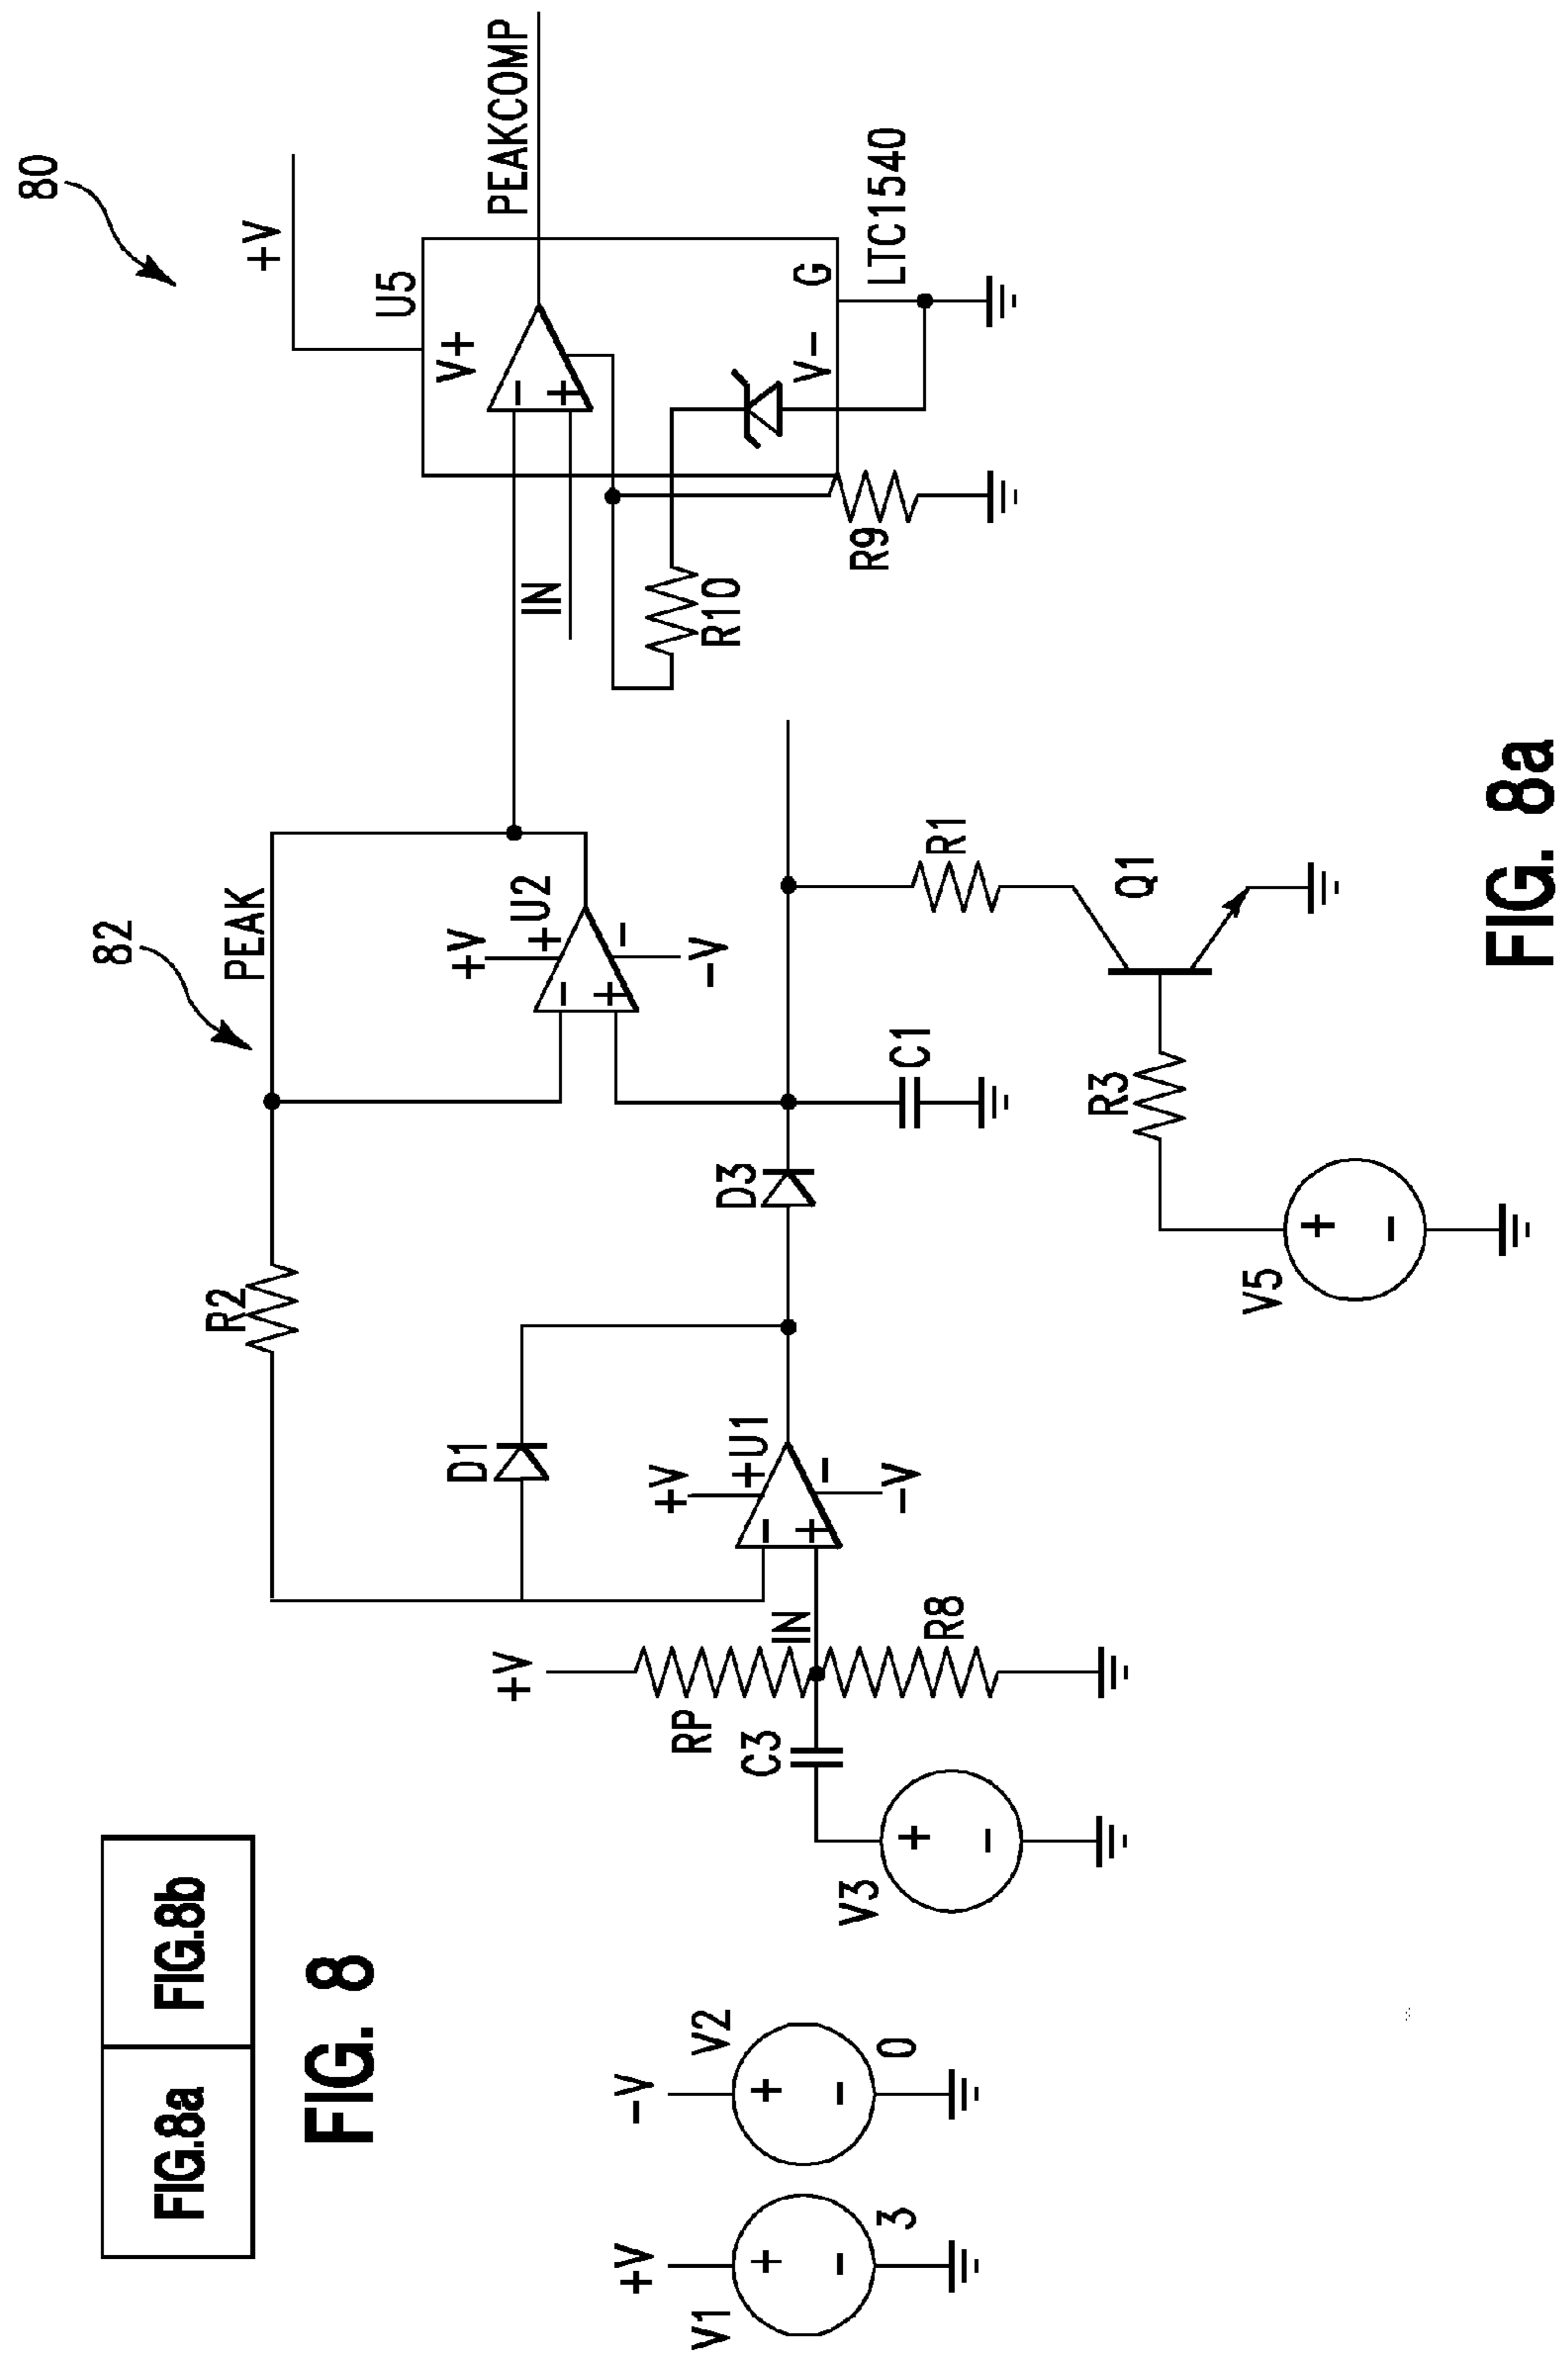 FIG.8a
FIG.8b
FIG. 8
+V
V1
+
-
3
-V
V2
+
-
0
80
82
V3
+
-
C3
+V
RP
IN
R8
D1
+V
+
U1
-
+
-
-V
R2
PEAK
D3
+V
+
U2
-
+
-
-V
C1
V5
+
-
R3
R1
Q1
IN
R10
R9
+V
U5
V+
-
+
V-
G
LTC1540
PEAKCOMP
FIG. 8a